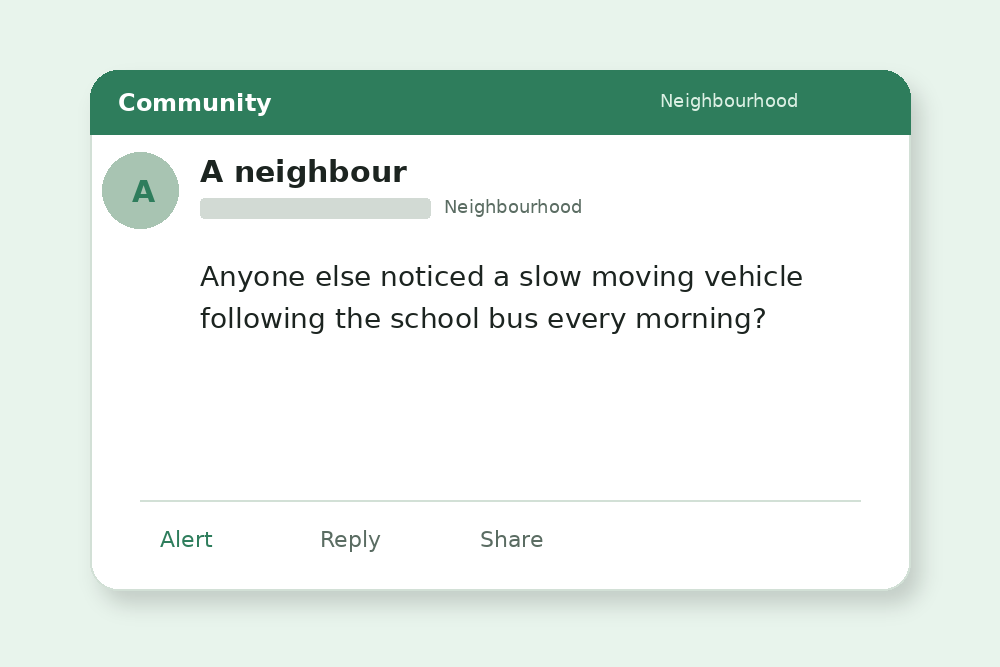 Community
Neighbourhood
A
A neighbour
Neighbourhood
Anyone else noticed a slow moving vehicle
following the school bus every morning?
Alert
Reply
Share